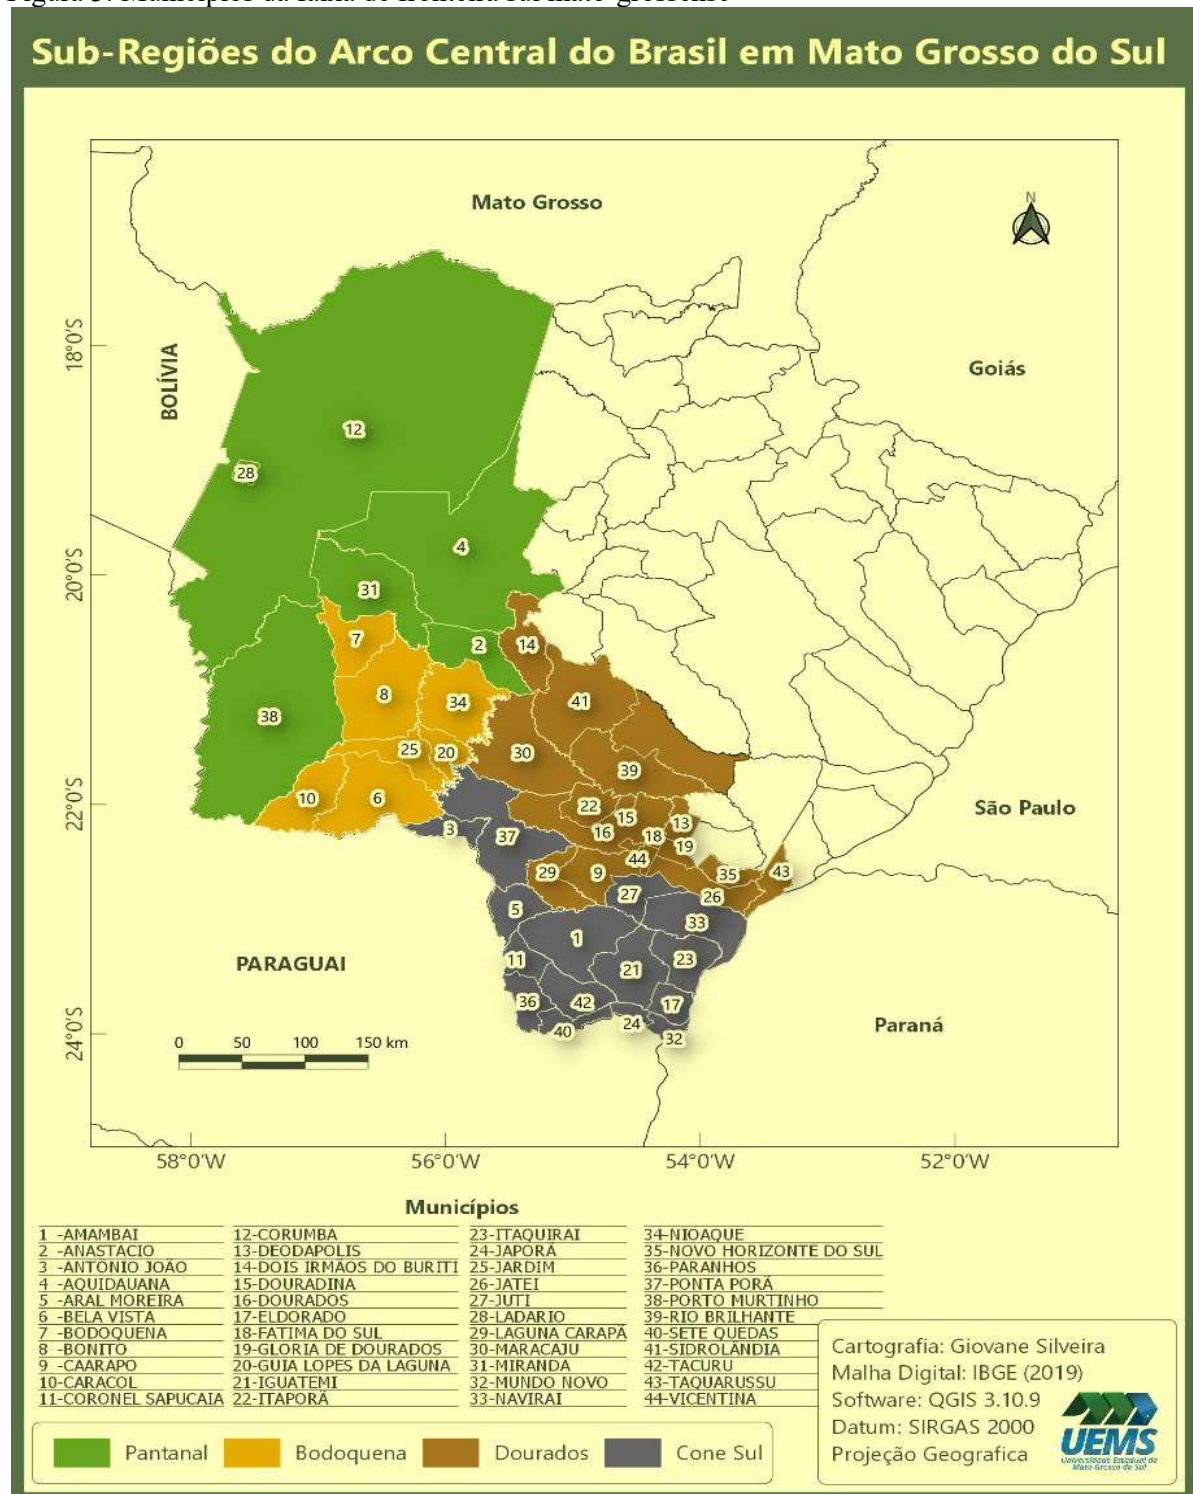 Sub-Regiões do Arco Central do Brasil em Mato Grosso do Sul
Mato Grosso
N
18°0'S
BOLÍVIA
Goiás
12
28
4
20°0'S
31
7
2
14
8
34
41
38
25
20
30
39
10
6
22°0'S
22
15
13
São Paulo
3
37
16
18
19
44
29
9
35
43
27
26
5
33
1
11
23
PARAGUAI
21
36
42
17
24
40
32
Paraná
24°0'S
0 50 100 150 km
58°0'W 56°0'W 54°0'W 52°0'W
Municípios
1 -AMAMBAI
2 -ANASTACIO
3 -ANTÔNIO JOÃO
4 -AQUIDAUANA
5 -ARAL MOREIRA
6 -BELA VISTA
7 -BODOQUENA
8 -BONITO
9 -CAARAPO
10-CARACOL
11-CORONEL SAPUCAIA
12-CORUMBA
13-DEODAPOLIS
14-DOIS IRMÃOS DO BURITI
15-DOURADINA
16-DOURADOS
17-ELDORADO
18-FATIMA DO SUL
19-GLORIA DE DOURADOS
20-GUIA LOPES DA LAGUNA
21-IGUATEMI
22-ITAPORÃ
23-ITAQUIRAI
24-JAPORÃ
25-JARDIM
26-JATEI
27-JUTI
28-LADARIO
29-LAGUNA CARAPÃ
30-MARACAJU
31-MIRANDA
32-MUNDO NOVO
33-NAVIRAI
34-NIOAQUE
35-NOVO HORIZONTE DO SUL
36-PARANHOS
37-PONTA PORÃ
38-PORTO MURTINHO
39-RIO BRILHANTE
40-SETE QUEDAS
41-SIDROLÂNDIA
42-TACURU
43-TAQUARUSSU
44-VICENTINA
Cartografia: Giovane Silveira
Malha Digital: IBGE (2019)
Software: QGIS 3.10.9
Datum: SIRGAS 2000
Projeção Geografica
UEMS
Universidade Estadual de
Mato Grosso do Sul
Pantanal
Bodoquena
Dourados
Cone Sul